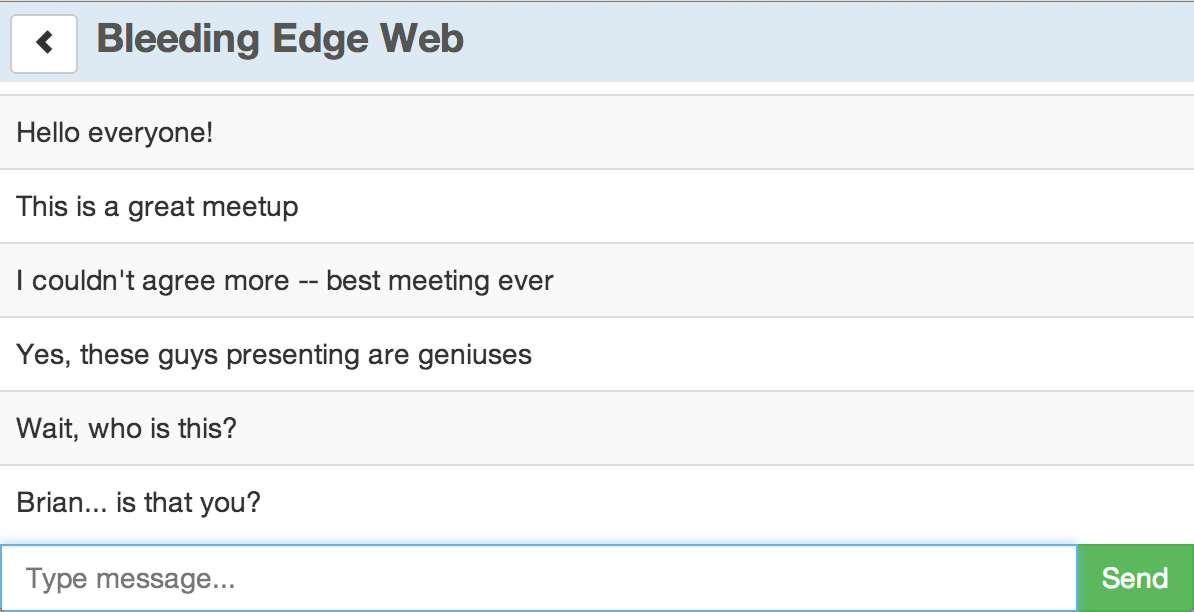 Bleeding Edge Web
Hello everyone!
This is a great meetup
I couldn't agree more -- best meeting ever
Yes, these guys presenting are geniuses
Wait, who is this?
Brian... is that you?
Type message...
Send